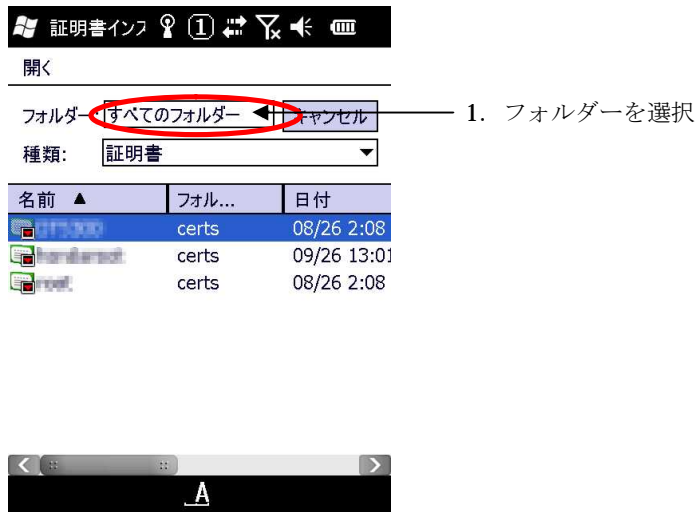 証明書インス 1
開く
フォルダー: すべてのフォルダー キャンセル
1. フォルダーを選択
種類: 証明書
名前 ▲ フォル... 日付
certs 08/26 2:08
certs 09/26 13:01
certs 08/26 2:08
A